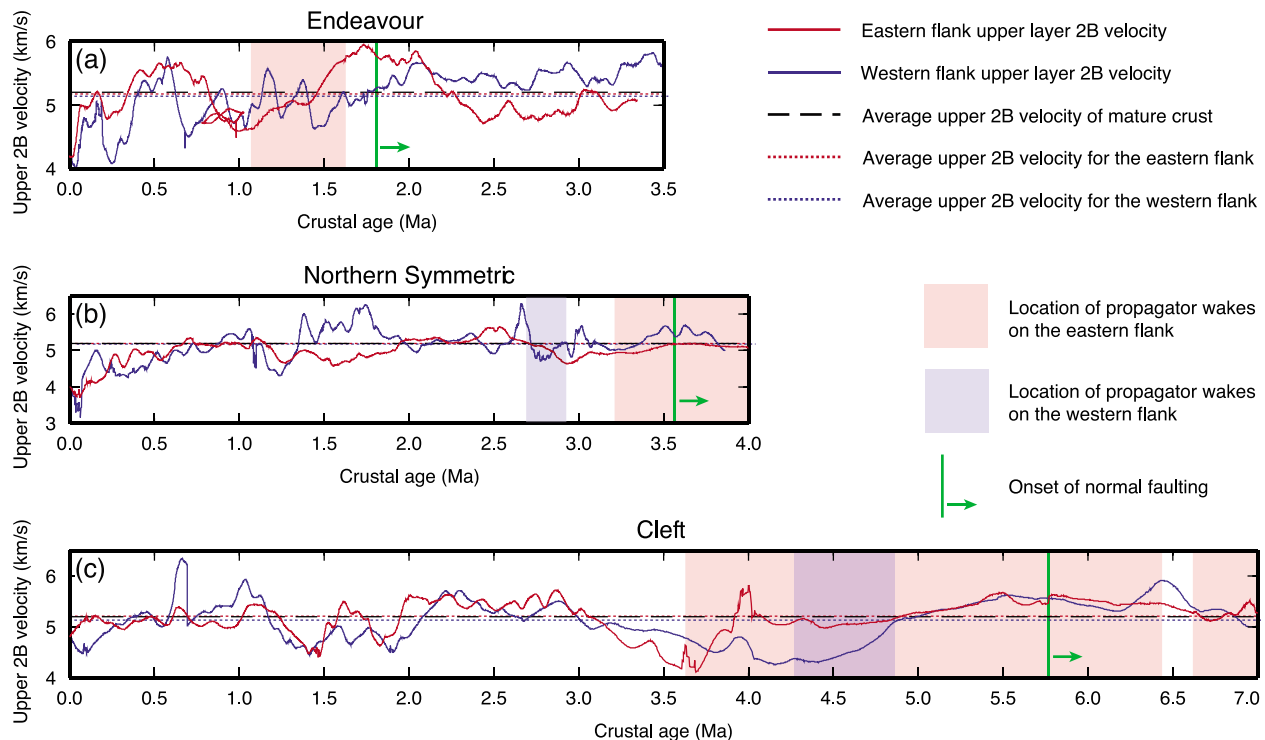 Endeavour
Upper 2B velocity (km/s)
(a)
6
5
4
0.0 0.5 1.0 1.5 2.0 2.5 3.0 3.5
Crustal age (Ma)
Eastern flank upper layer 2B velocity
Western flank upper layer 2B velocity
Average upper 2B velocity of mature crust
Average upper 2B velocity for the eastern flank
Average upper 2B velocity for the western flank
Northern Symmetric
Upper 2B velocity (km/s)
(b)
6
5
4
3
0.0 0.5 1.0 1.5 2.0 2.5 3.0 3.5 4.0
Crustal age (Ma)
Location of propagator wakes
on the eastern flank
Location of propagator wakes
on the western flank
Onset of normal faulting
Cleft
Upper 2B velocity (km/s)
(c)
6
5
4
0.0 0.5 1.0 1.5 2.0 2.5 3.0 3.5 4.0 4.5 5.0 5.5 6.0 6.5 7.0
Crustal age (Ma)